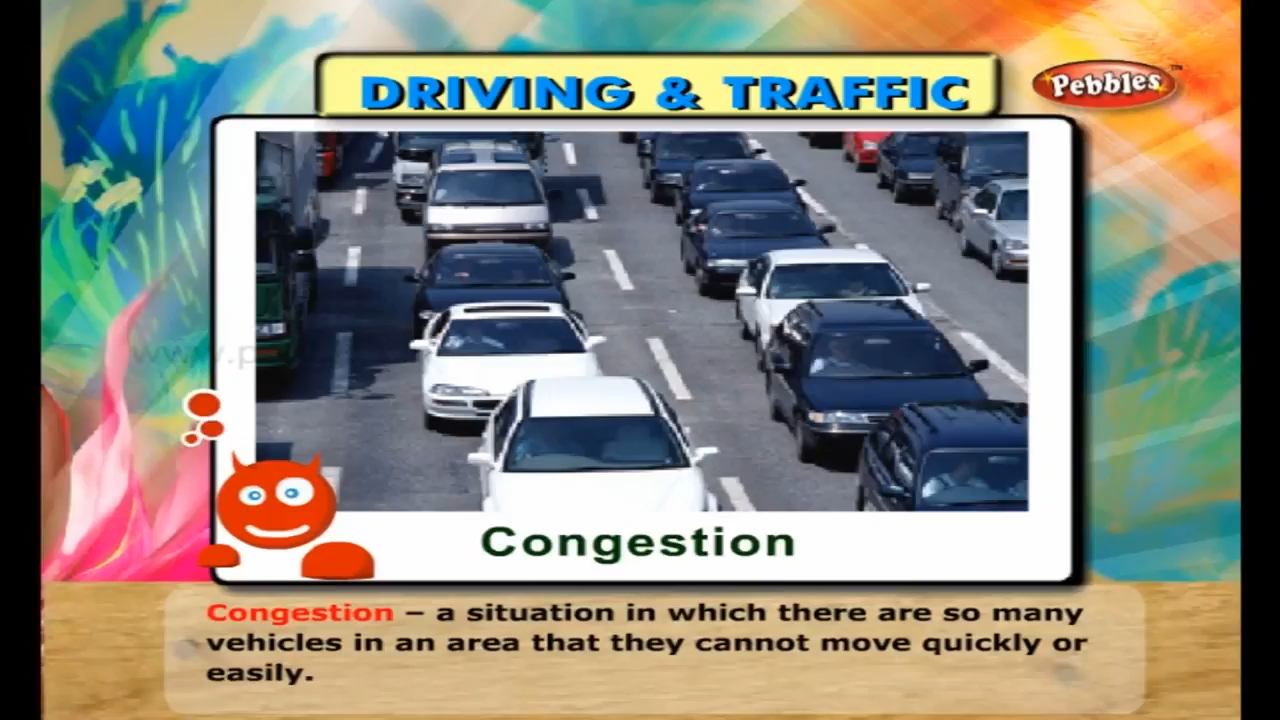 DRIVING & TRAFFIC
Pebbles™
Congestion
Congestion – a situation in which there are so many
vehicles in an area that they cannot move quickly or
easily.